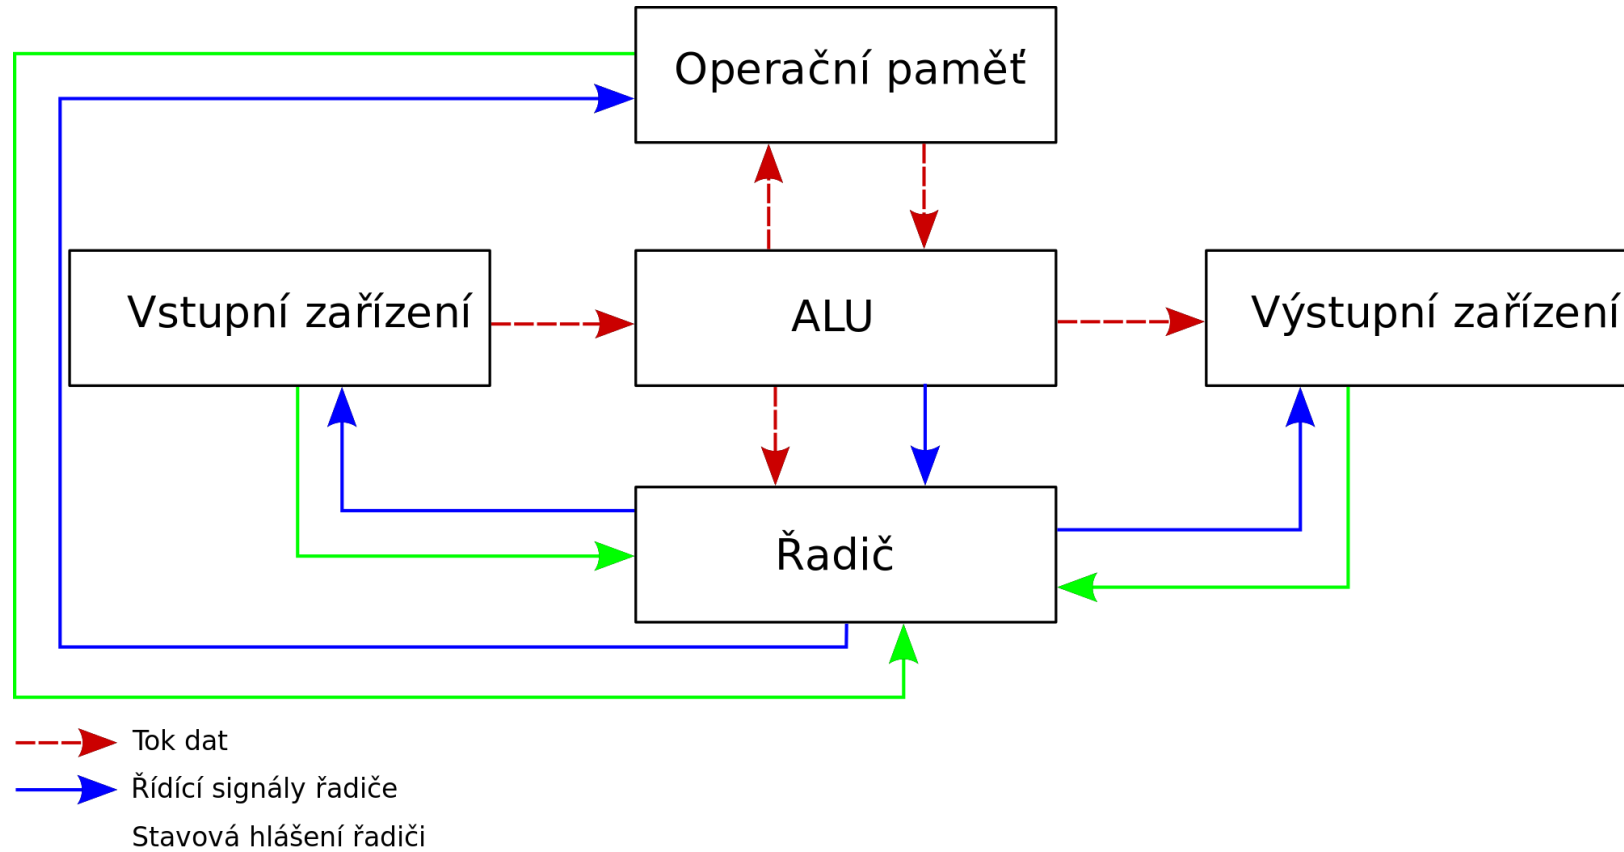 Operační paměť
Vstupní zařízení
ALU
Výstupní zařízení
Řadič
Tok dat
Řídící signály řadiče
Stavová hlášení řadiči